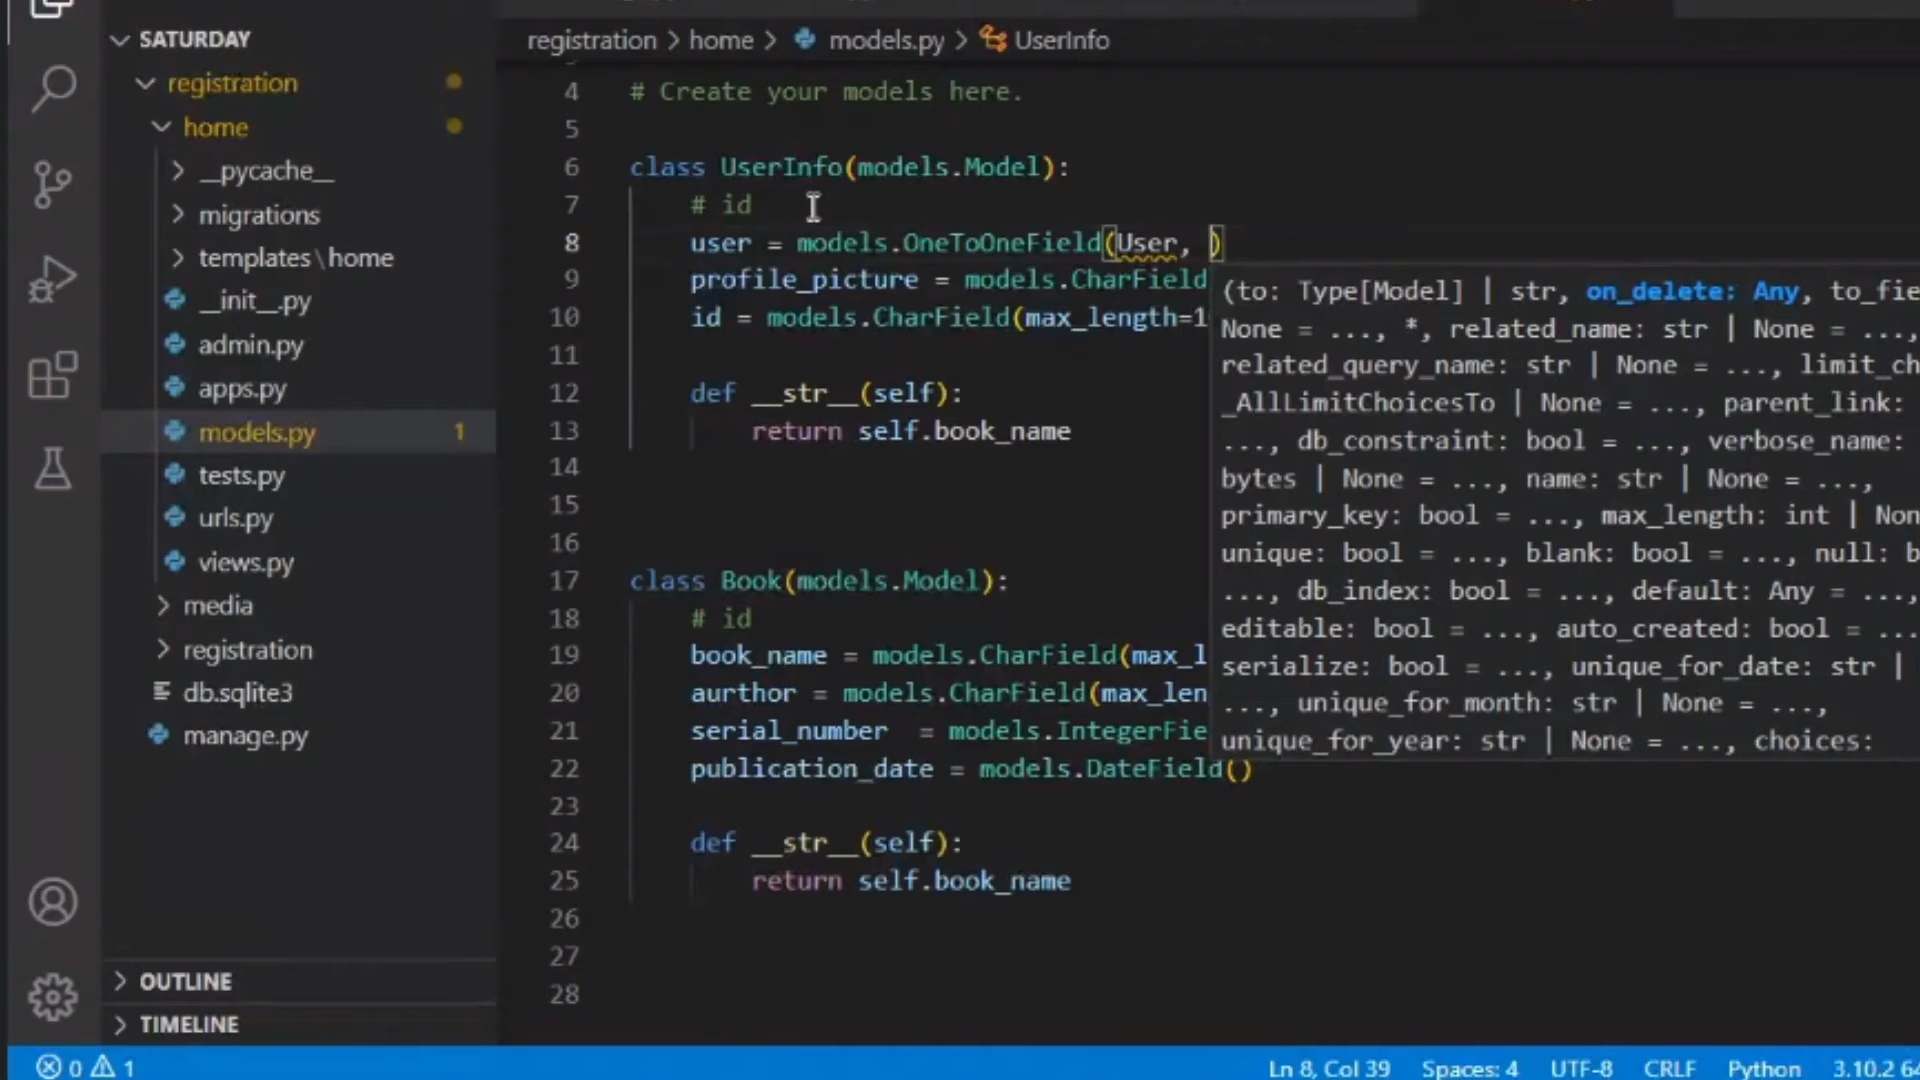 SATURDAY
registration
home
__pycache__
migrations
templates\home
__init__.py
admin.py
apps.py
models.py 1
tests.py
urls.py
views.py
media
registration
db.sqlite3
manage.py
OUTLINE
TIMELINE
registration > home > models.py > UserInfo
4 # Create your models here.
5
6 class UserInfo(models.Model):
7 # id
8 user = models.OneToOneField(User, )
9 profile_picture = models.CharField
10 id = models.CharField(max_length=1
11
12 def __str__(self):
13 return self.book_name
14
15
16
17 class Book(models.Model):
18 # id
19 book_name = models.CharField(max_l
20 aurthor = models.CharField(max_len
21 serial_number  = models.IntegerFie
22 publication_date = models.DateField()
23
24 def __str__(self):
25 return self.book_name
26
27
28
(to: Type[Model] | str, on_delete: Any, to_fie
None = ..., *, related_name: str | None = ...,
related_query_name: str | None = ..., limit_ch
_AllLimitChoicesTo | None = ..., parent_link:
..., db_constraint: bool = ..., verbose_name:
bytes | None = ..., name: str | None = ...,
primary_key: bool = ..., max_length: int | Non
unique: bool = ..., blank: bool = ..., null: b
..., db_index: bool = ..., default: Any = ...,
editable: bool = ..., auto_created: bool = ...
serialize: bool = ..., unique_for_date: str |
..., unique_for_month: str | None = ...,
unique_for_year: str | None = ..., choices:
0 1
Ln 8, Col 39 Spaces: 4 UTF-8 CRLF Python 3.10.2 64